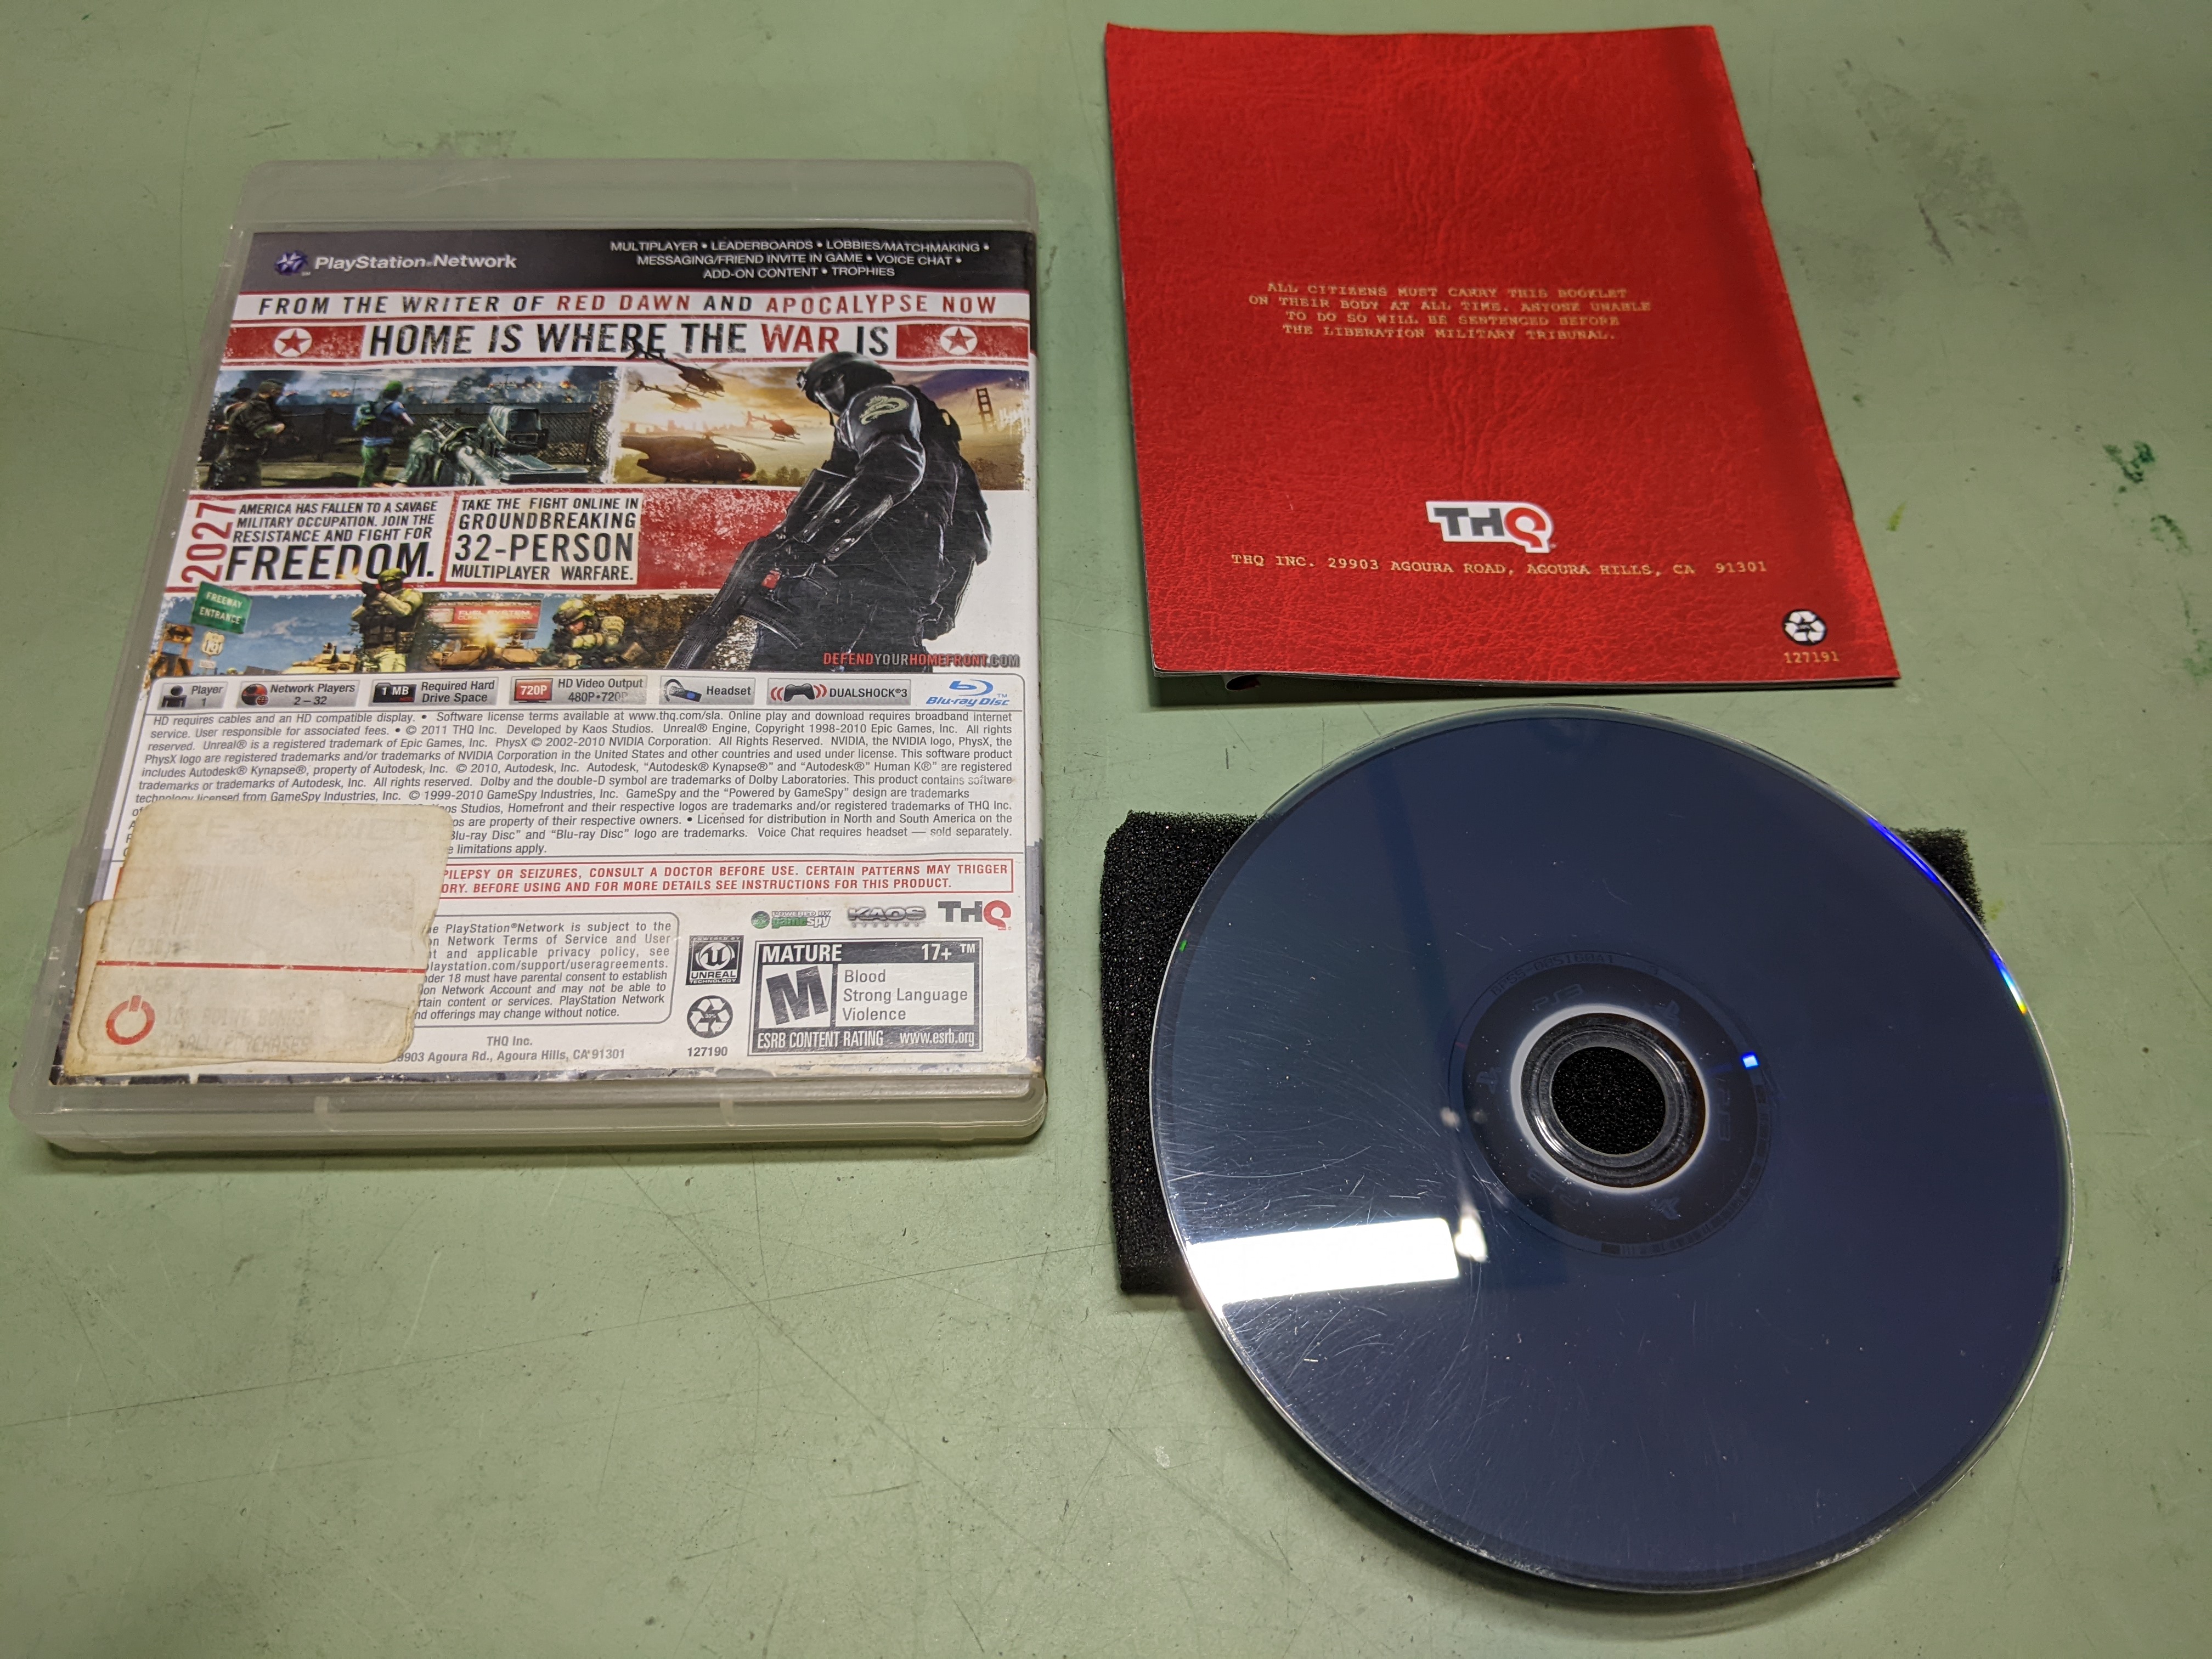 PlayStation®Network
MULTIPLAYER • LEADERBOARDS • LOBBIES/MATCHMAKING •
MESSAGING/FRIEND INVITE IN GAME • VOICE CHAT •
ADD-ON CONTENT • TROPHIES
FROM THE WRITER OF RED DAWN AND APOCALYPSE NOW
HOME IS WHERE THE WAR IS
2027
AMERICA HAS FALLEN TO A SAVAGE
MILITARY OCCUPATION. JOIN THE
RESISTANCE AND FIGHT FOR
FREEDOM.
TAKE THE FIGHT ONLINE IN
GROUNDBREAKING
32-PERSON
MULTIPLAYER WARFARE.
FREEWAY
ENTRANCE
DEFENDYOURHOMEFRONT.COM
Player
1
Network Players
2–32
1 MB
Required Hard
Drive Space
720P
HD Video Output
480P•720P
Headset
DUALSHOCK®3
Blu-ray Disc™
HD requires cables and an HD compatible display. • Software license terms available at www.thq.com/sla. Online play and download requires broadband internet
service. User responsible for associated fees. • © 2011 THQ Inc. Developed by Kaos Studios. Unreal® Engine, Copyright 1998-2010 Epic Games, Inc. All rights
reserved. Unreal® is a registered trademark of Epic Games, Inc. PhysX © 2002-2010 NVIDIA Corporation. All Rights Reserved. NVIDIA, the NVIDIA logo, PhysX, the
PhysX logo are registered trademarks and/or trademarks of NVIDIA Corporation in the United States and other countries and used under license. This software product
includes Autodesk® Kynapse®, property of Autodesk, Inc. © 2010, Autodesk, Inc. Autodesk, “Autodesk® Kynapse®” and “Autodesk® Human K®” are registered
trademarks or trademarks of Autodesk, Inc. All rights reserved. Dolby and the double-D symbol are trademarks of Dolby Laboratories. This product contains software
technology licensed from GameSpy Industries, Inc. © 1999-2010 GameSpy Industries, Inc. GameSpy and the “Powered by GameSpy” design are trademarks
Studios, Homefront and their respective logos are trademarks and/or registered trademarks of THQ Inc.
are property of their respective owners. • Licensed for distribution in North and South America on the
Blu-ray Disc” and “Blu-ray Disc” logo are trademarks. Voice Chat requires headset — sold separately.
limitations apply.
OR SEIZURES, CONSULT A DOCTOR BEFORE USE. CERTAIN PATTERNS MAY TRIGGER
BEFORE USING AND FOR MORE DETAILS SEE INSTRUCTIONS FOR THIS PRODUCT.
PlayStation®Network is subject to the
Network Terms of Service and User
and applicable privacy policy, see
playstation.com/support/useragreements.
18 must have parental consent to establish
Network Account and may not be able to
content or services. PlayStation Network
offerings may change without notice.
THQ Inc.
Agoura Rd., Agoura Hills, CA 91301
POWERED BY
gamespy
KAOS
STUDIOS
THQ
POWERED BY
UNREAL
TECHNOLOGY
127190
MATURE 17+ ™
M
Blood
Strong Language
Violence
ESRB CONTENT RATING www.esrb.org
ALL CITIZENS MUST CARRY THIS BOOKLET
ON THEIR BODY AT ALL TIME. ANYONE UNABLE
TO DO SO WILL BE SENTENCED BEFORE
THE LIBERATION MILITARY TRIBUNAL.
THQ
THQ INC. 29903 AGOURA ROAD, AGOURA HILLS, CA 91301
127191